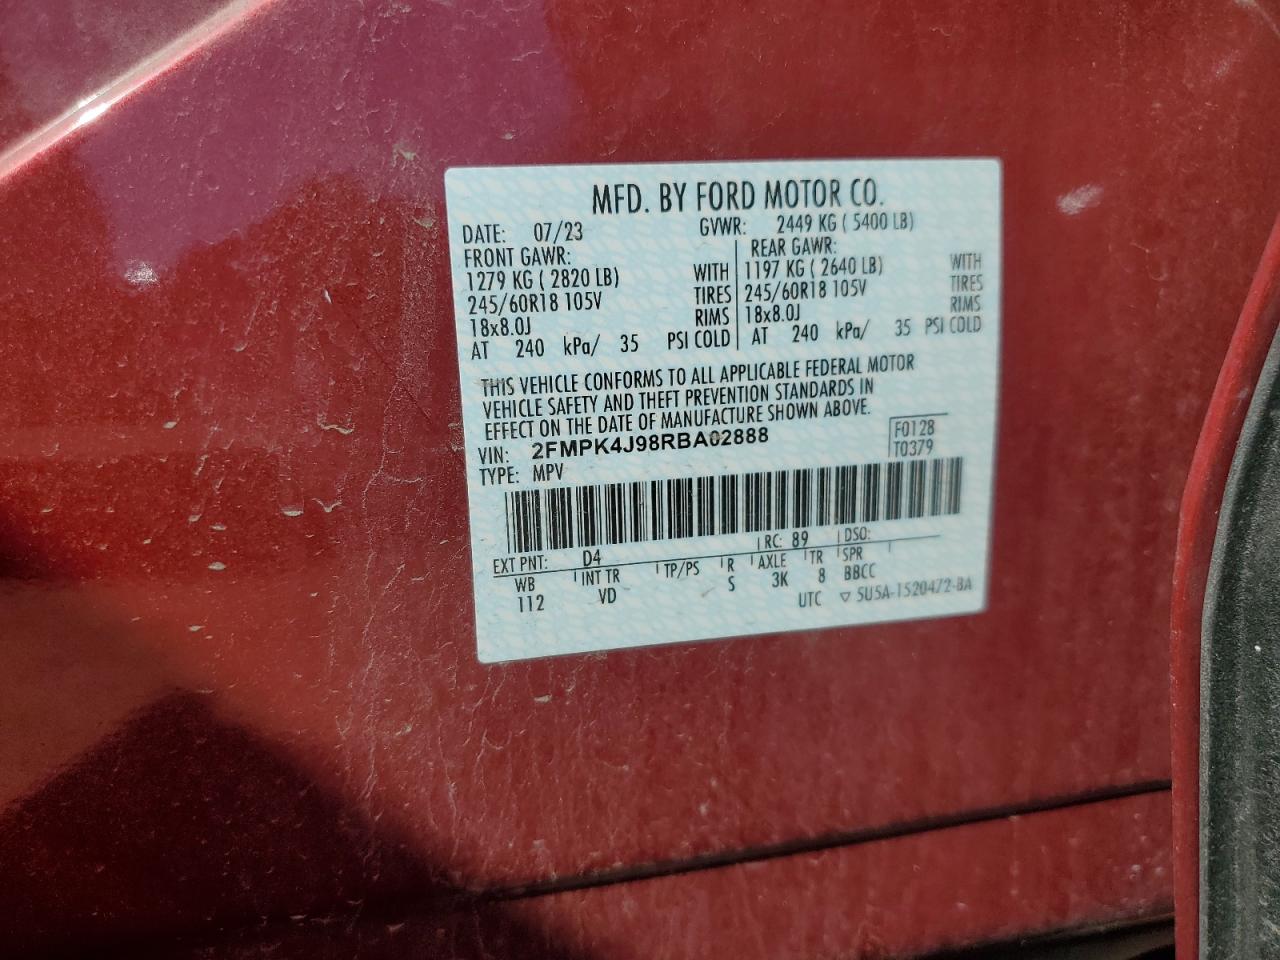 MFD. BY FORD MOTOR CO.
DATE: 07/23 GVWR: 2449 KG ( 5400 LB)
FRONT GAWR: REAR GAWR:
1279 KG ( 2820 LB) WITH 1197 KG ( 2640 LB) WITH
245/60R18 105V TIRES 245/60R18 105V TIRES
18x8.0J RIMS 18x8.0J RIMS
AT 240 kPa/ 35 PSI COLD AT 240 kPa/ 35 PSI COLD
THIS VEHICLE CONFORMS TO ALL APPLICABLE FEDERAL MOTOR
VEHICLE SAFETY AND THEFT PREVENTION STANDARDS IN
EFFECT ON THE DATE OF MANUFACTURE SHOWN ABOVE.
VIN: 2FMPK4J98RBA02888 F0128
TYPE: MPV T0379
EXT PNT: D4 RC: 89 DSO:
WB INT TR TP/PS R AXLE TR SPR
112 VD S 3K 8 BBCC
UTC ▽ 5U5A-1520472-BA